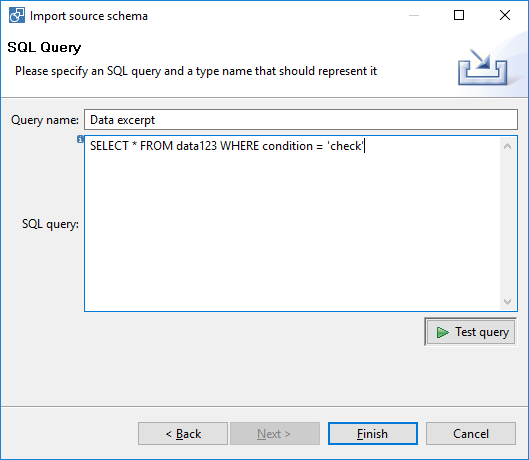 Import source schema
SQL Query
Please specify an SQL query and a type name that should represent it
Query name: Data excerpt
SELECT * FROM data123 WHERE condition = 'check'
SQL query:
Test query
< Back Next > Finish Cancel